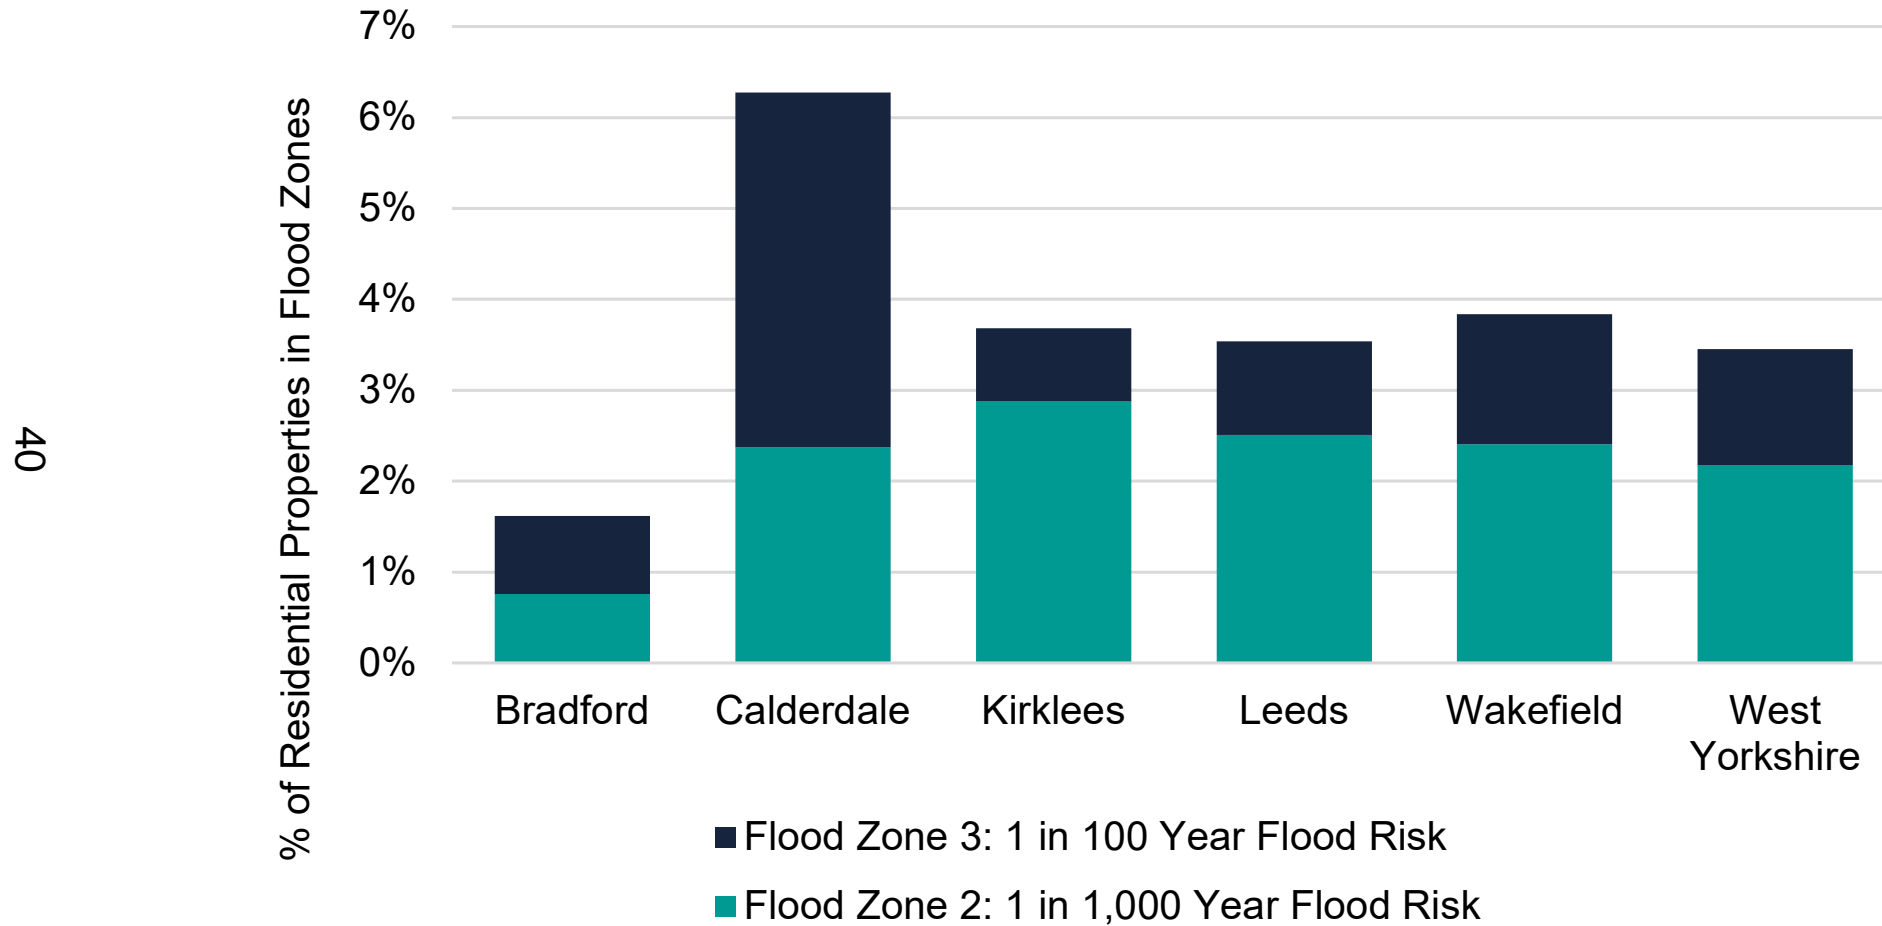 40
% of Residential Properties in Flood Zones
7%
6%
5%
4%
3%
2%
1%
0%
Bradford
Calderdale
Kirklees
Leeds
Wakefield
West
Yorkshire
Flood Zone 3: 1 in 100 Year Flood Risk
Flood Zone 2: 1 in 1,000 Year Flood Risk